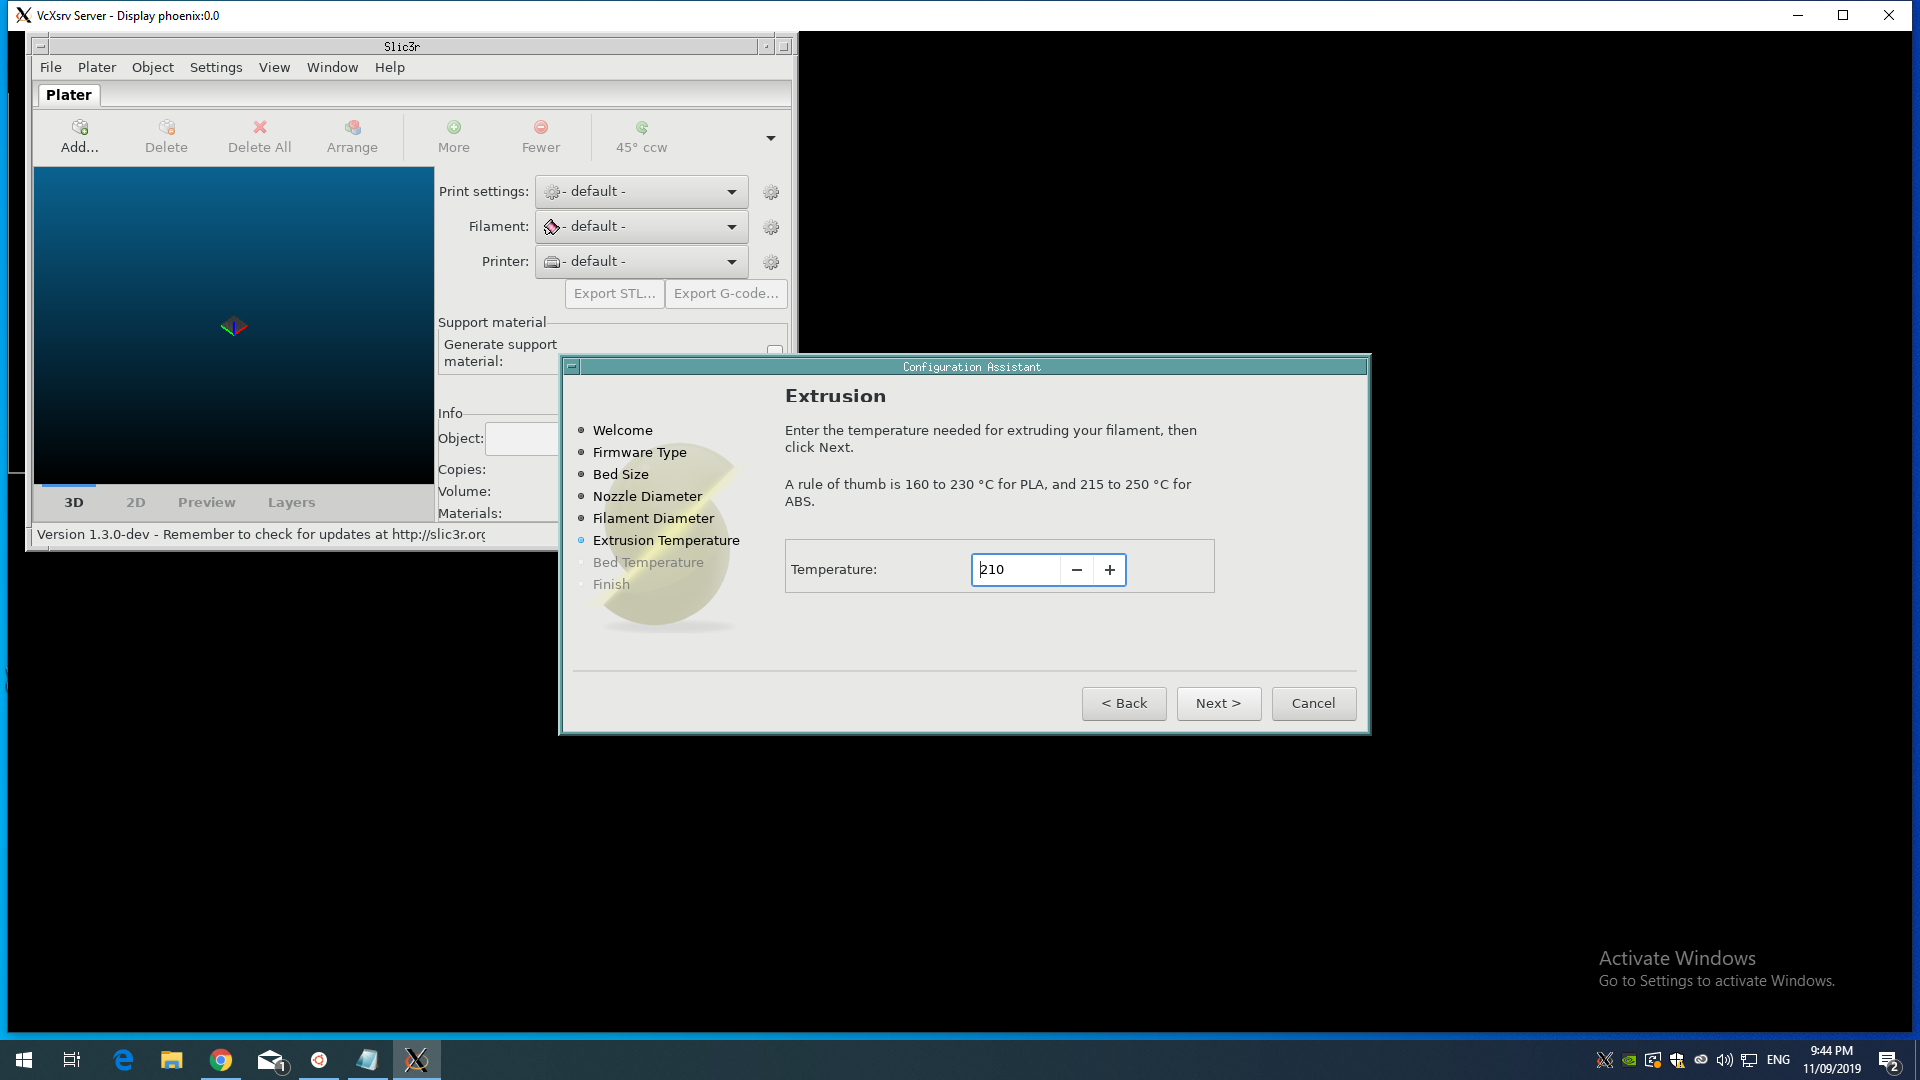 VcXsrv Server - Display phoenix:0.0
Slic3r
File Plater Object Settings View Window Help
Plater
Add... Delete Delete All Arrange More Fewer 45° ccw
Print settings: - default -
Filament: - default -
Printer: - default -
Export STL... Export G-code...
Support material
Generate support
material:
Info
Object:
Copies:
Volume:
Materials:
3D 2D Preview Layers
Version 1.3.0-dev - Remember to check for updates at http://slic3r.org
Configuration Assistant
Extrusion
Welcome
Firmware Type
Bed Size
Nozzle Diameter
Filament Diameter
Extrusion Temperature
Bed Temperature
Finish
Enter the temperature needed for extruding your filament, then
click Next.
A rule of thumb is 160 to 230 °C for PLA, and 215 to 250 °C for
ABS.
Temperature: 210 − +
< Back Next > Cancel
Activate Windows
Go to Settings to activate Windows.
1
ENG
9:44 PM
11/09/2019
2